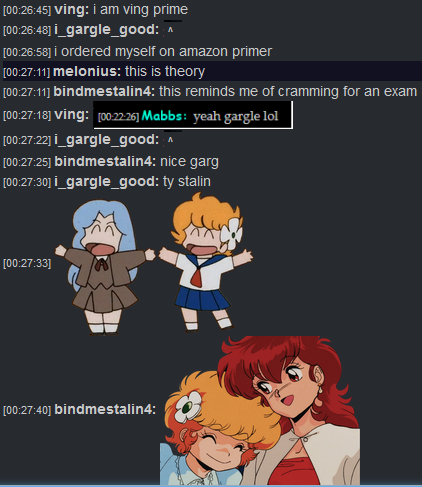 [00:26:45] ving: i am ving prime
[00:26:48] i_gargle_good: ^
[00:26:58] i ordered myself on amazon primer
[00:27:11] melonius: this is theory
[00:27:11] bindmestalin4: this reminds me of cramming for an exam
[00:27:18] ving: [00:22:26] Mabbs: yeah gargle lol
[00:27:22] i_gargle_good: ^
[00:27:25] bindmestalin4: nice garg
[00:27:30] i_gargle_good: ty stalin
[00:27:33]
[00:27:40] bindmestalin4: